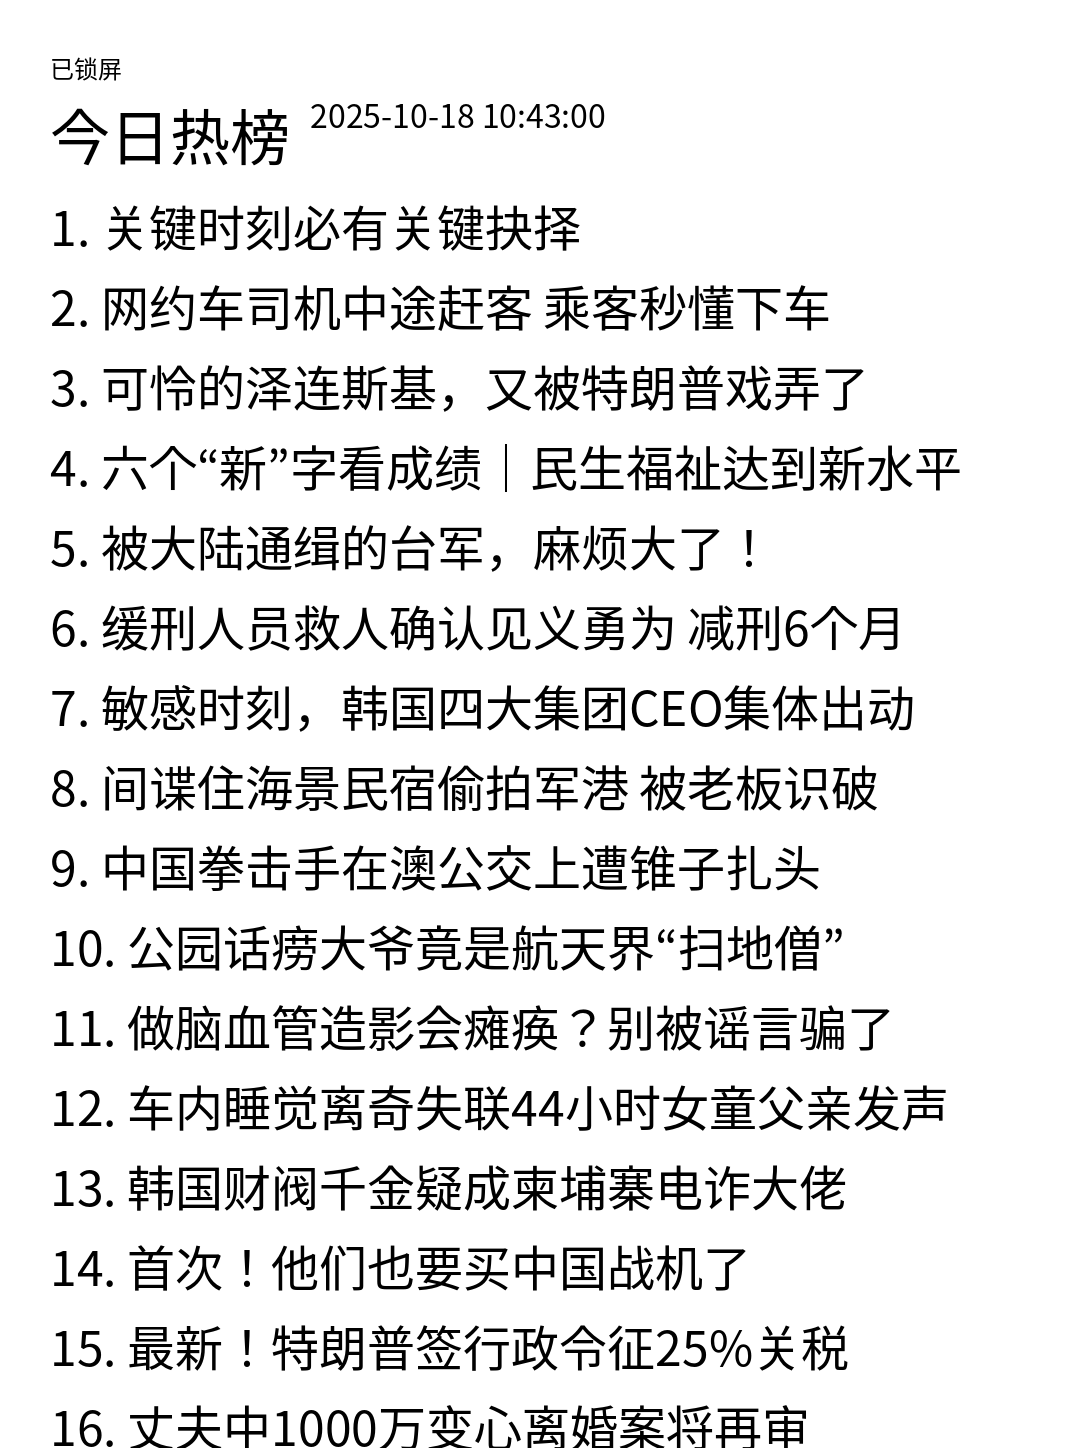 已锁屏
今日热榜 2025-10-18 10:43:00
1. 关键时刻必有关键抉择
2. 网约车司机中途赶客 乘客秒懂下车
3. 可怜的泽连斯基，又被特朗普戏弄了
4. 六个“新”字看成绩｜民生福祉达到新水平
5. 被大陆通缉的台军，麻烦大了！
6. 缓刑人员救人确认见义勇为 减刑6个月
7. 敏感时刻，韩国四大集团CEO集体出动
8. 间谍住海景民宿偷拍军港 被老板识破
9. 中国拳击手在澳公交上遭锥子扎头
10. 公园话痨大爷竟是航天界“扫地僧”
11. 做脑血管造影会瘫痪？别被谣言骗了
12. 车内睡觉离奇失联44小时女童父亲发声
13. 韩国财阀千金疑成柬埔寨电诈大佬
14. 首次！他们也要买中国战机了
15. 最新！特朗普签行政令征25%关税
16. 丈夫中1000万变心离婚案将再审